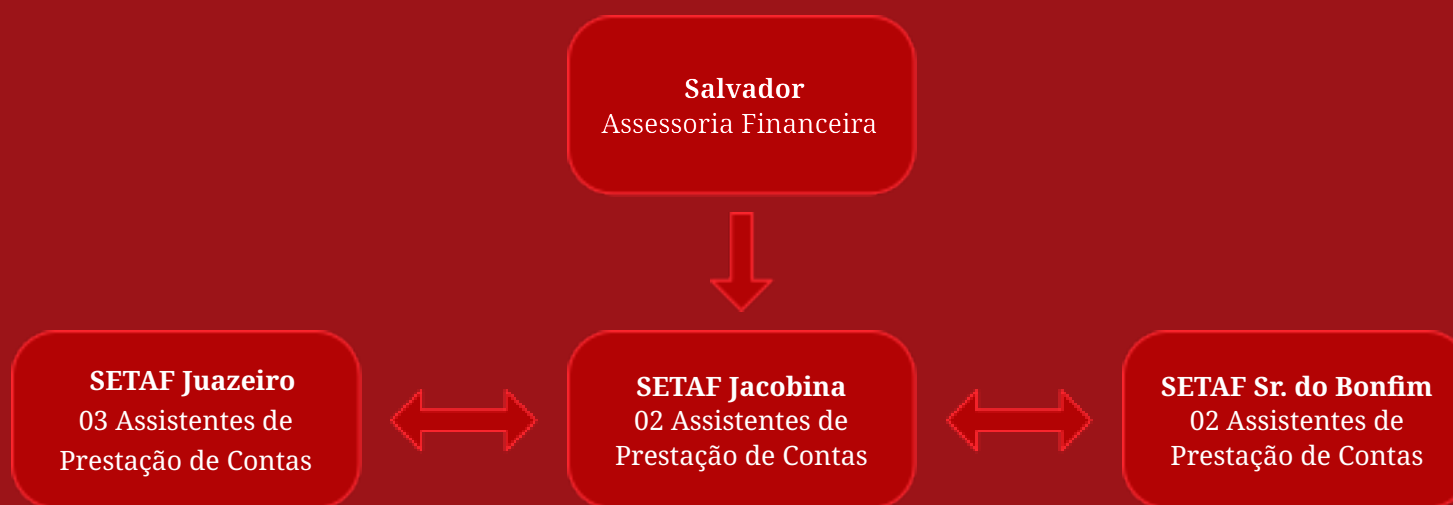 Salvador
Assessoria Financeira
SETAF Juazeiro
03 Assistentes de
Prestação de Contas
SETAF Jacobina
02 Assistentes de
Prestação de Contas
SETAF Sr. do Bonfim
02 Assistentes de
Prestação de Contas